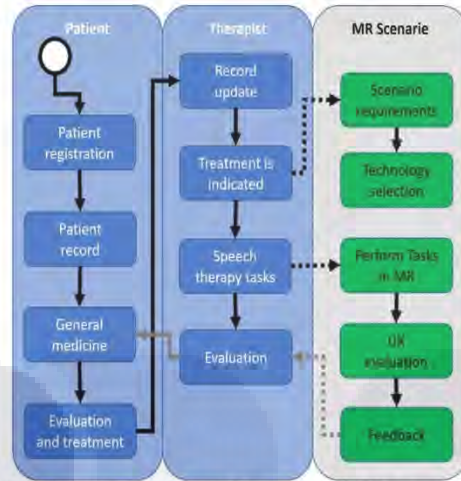 Patient
Patient
registration
Patient
record
General
medicine
Evaluation
and treatment
Therapist
Record
update
Treatment is
indicated
Speech
therapy tasks
Evaluation
MR Scenarie
Scenario
requirements
Technology
selection
Perform Tasks
in MR
UX
evaluation
Feedback